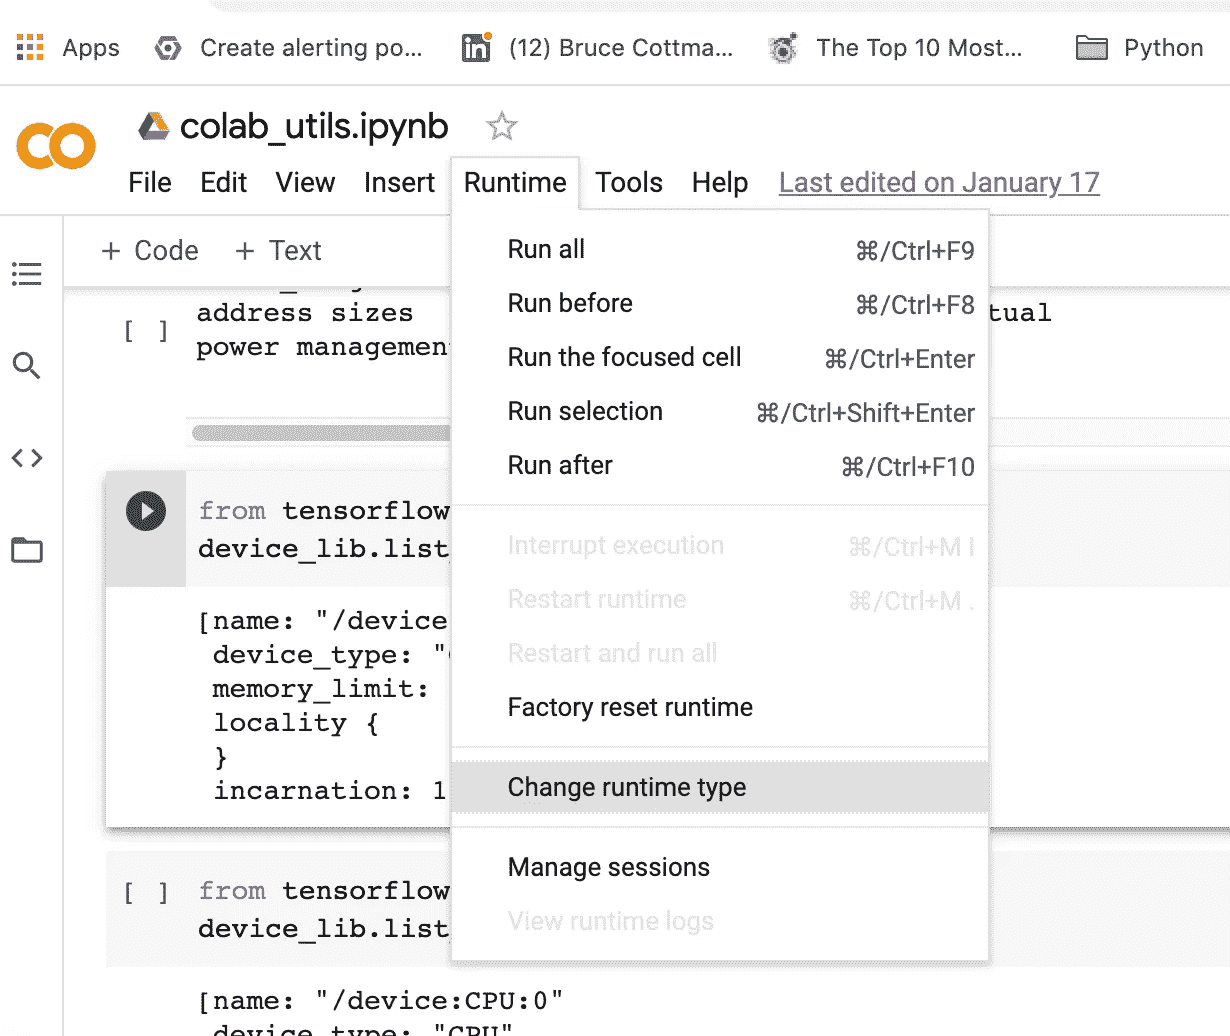 Apps Create alerting po... (12) Bruce Cottma... The Top 10 Most... Python
colab_utils.ipynb
File Edit View Insert Runtime Tools Help Last edited on January 17
+ Code + Text
Run all ⌘/Ctrl+F9
Run before ⌘/Ctrl+F8
Run the focused cell ⌘/Ctrl+Enter
Run selection ⌘/Ctrl+Shift+Enter
Run after ⌘/Ctrl+F10
Interrupt execution ⌘/Ctrl+M I
Restart runtime ⌘/Ctrl+M .
Restart and run all
Factory reset runtime
Change runtime type
Manage sessions
View runtime logs
[ ] address sizes tual
power managemen
from tensorflow
device_lib.list_
[name: "/device
device_type: "
memory_limit:
locality {
}
incarnation: 1
[ ] from tensorflow
device_lib.list_
[name: "/device:CPU:0"
device_type: "CPU"